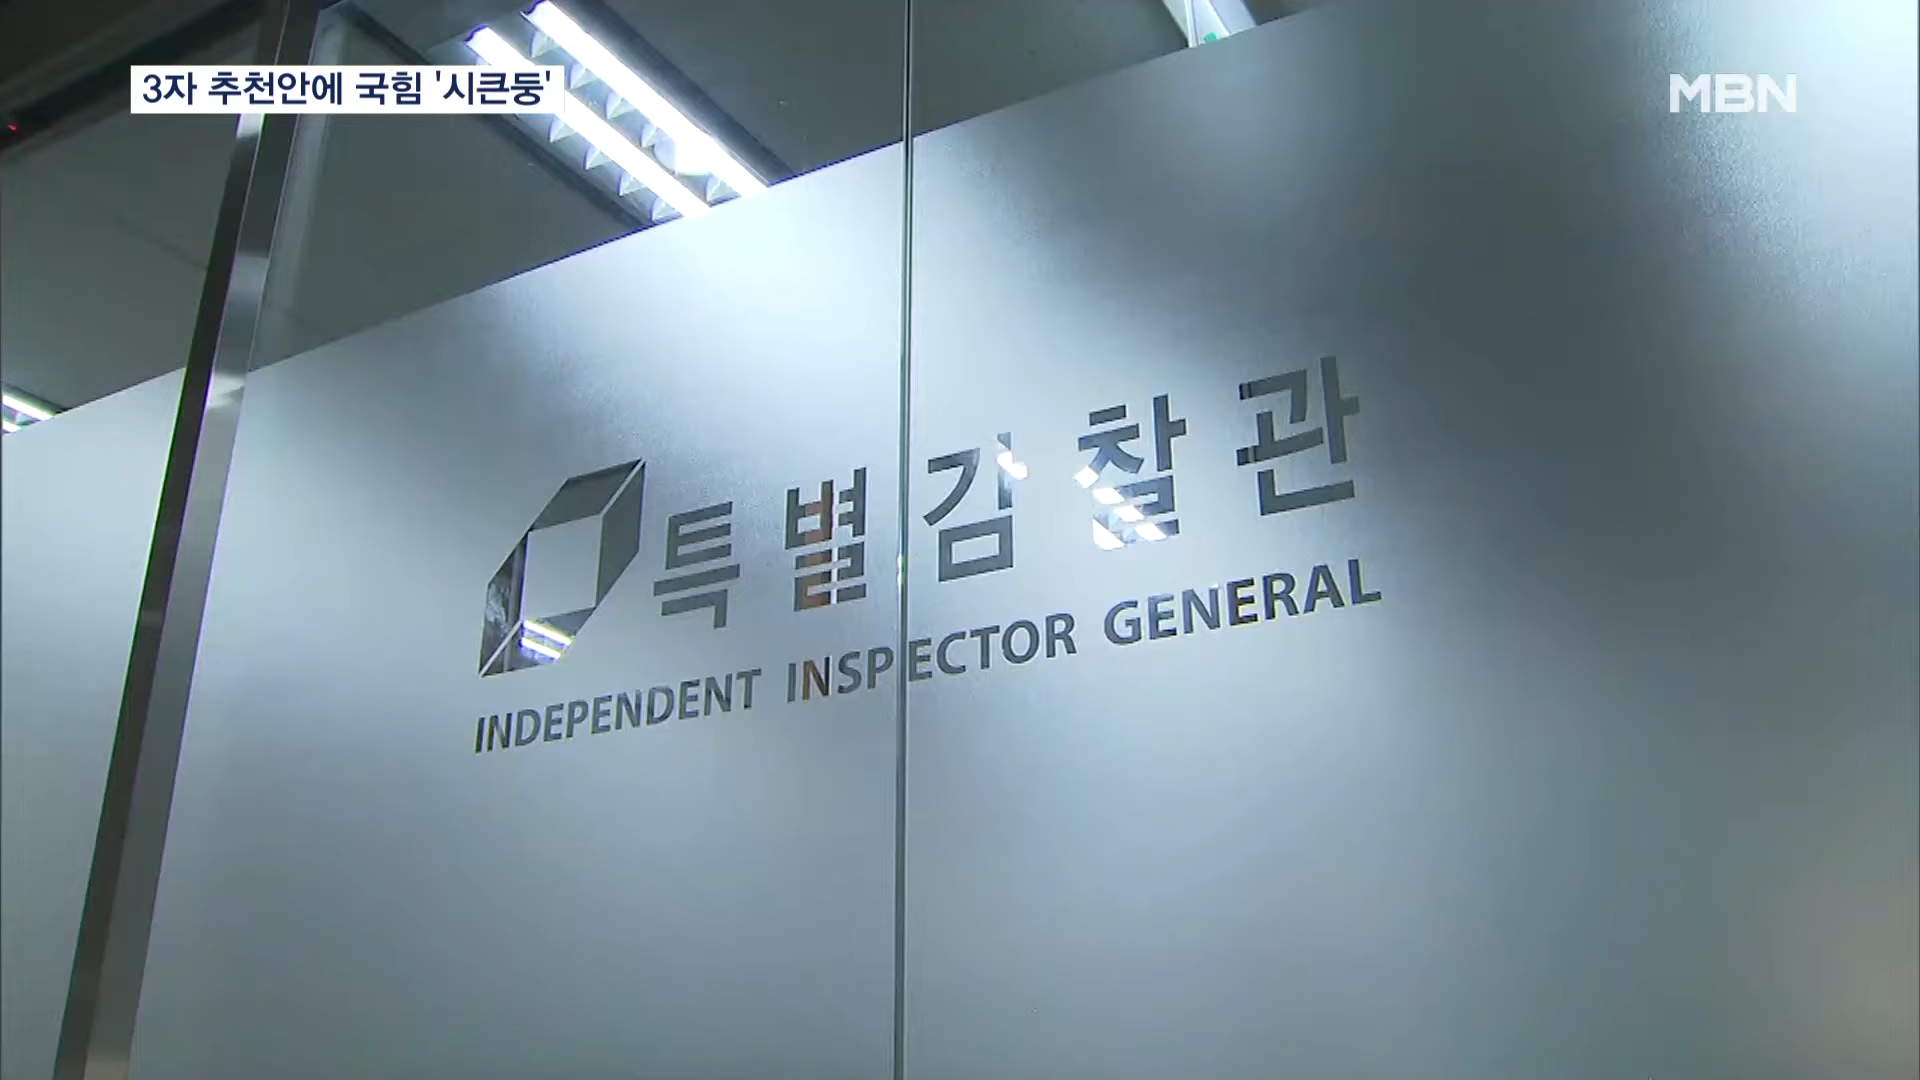 3자 추천안에 국힘 '시큰둥'
MBN
특별감찰관
INDEPENDENT INSPECTOR GENERAL